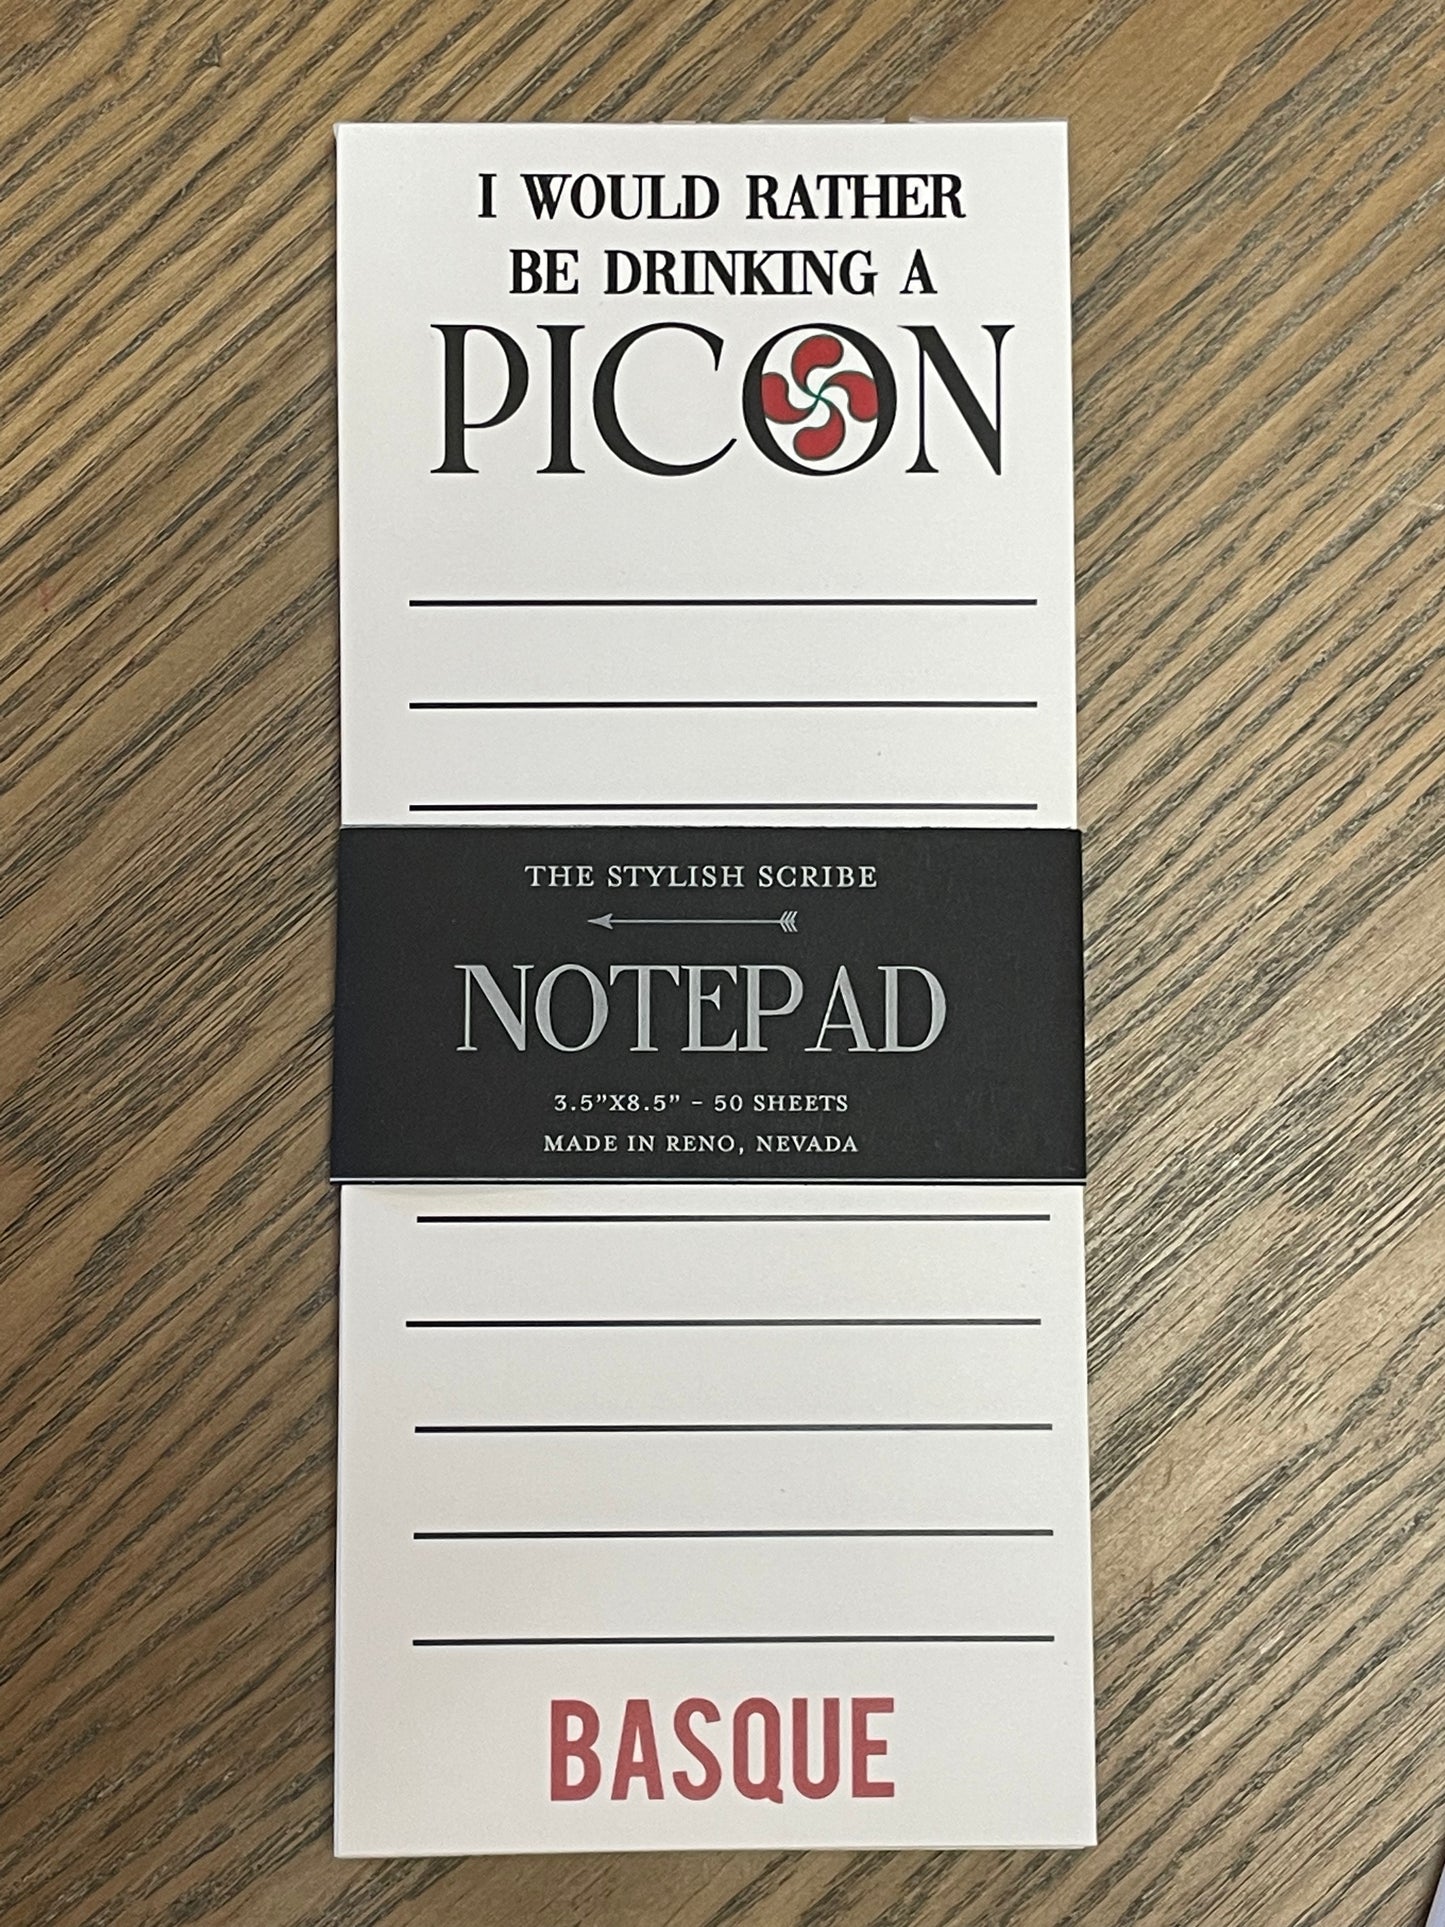 I WOULD RATHER
BE DRINKING A
PICON
THE STYLISH SCRIBE
NOTEPAD
3.5”X8.5” - 50 SHEETS
MADE IN RENO, NEVADA
BASQUE